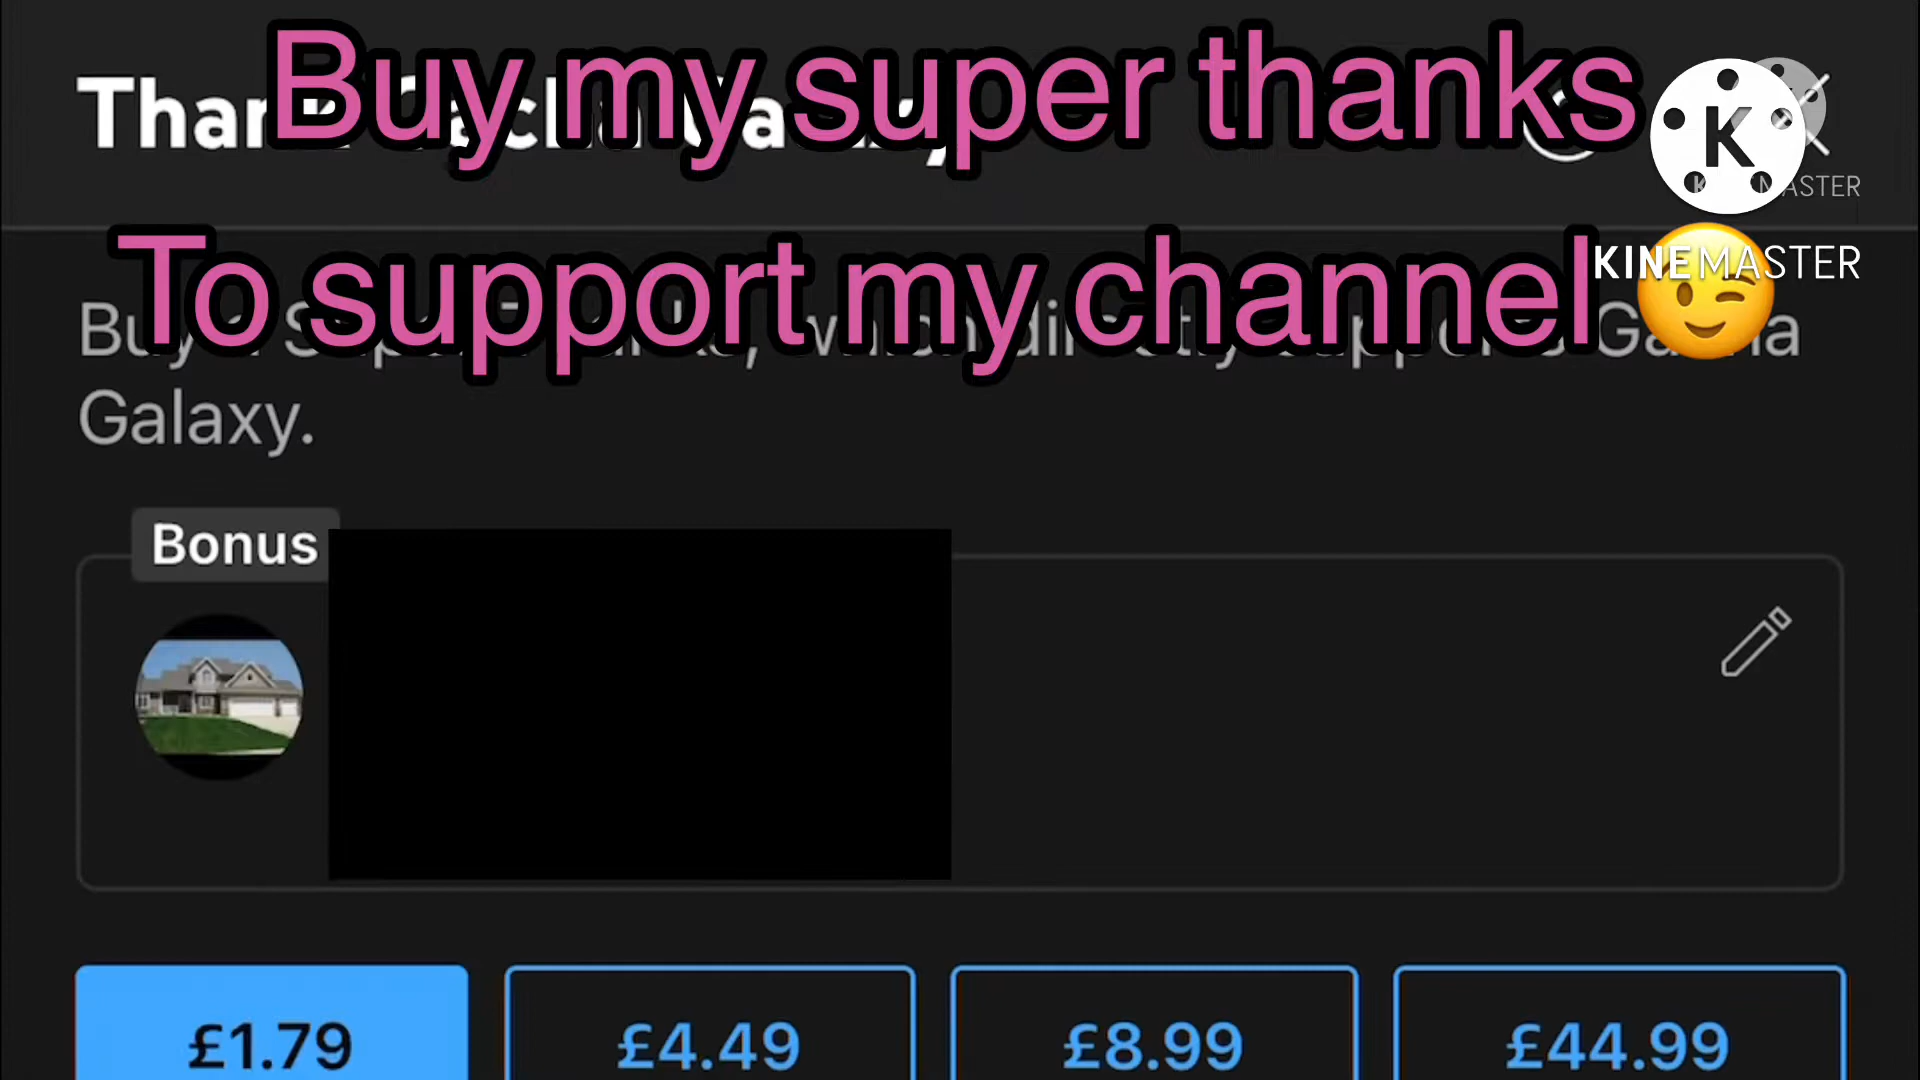 Buy my super thanks
K
KINEMASTER
To support my channel😉
KINEMASTER
Galaxy.
Bonus
£1.79
£4.49
£8.99
£44.99